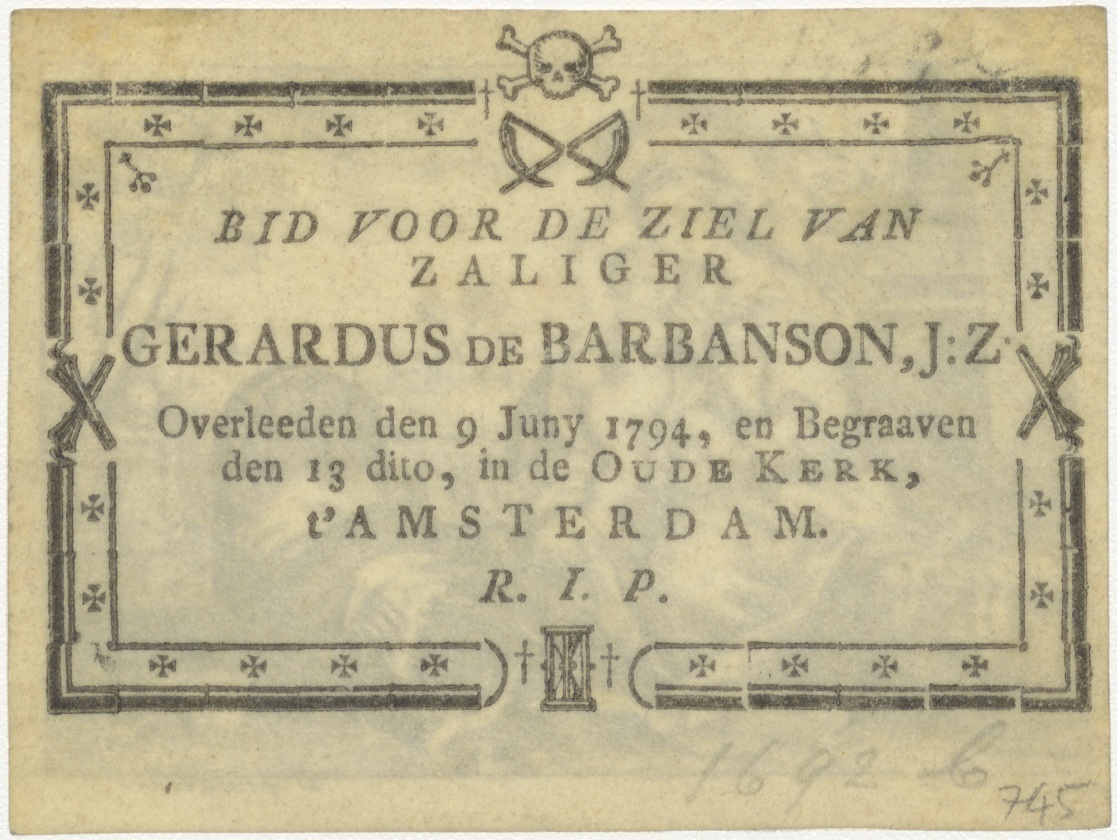 BID VOOR DE ZIEL VAN
ZALIGER
GERARDUS DE BARBANSON, J:Z
Overleeden den 9 Juny 1794, en Begraaven
den 13 dito, in de OUDE KERK,
t'AMSTERDAM.
R. I. P.
1692 b
745